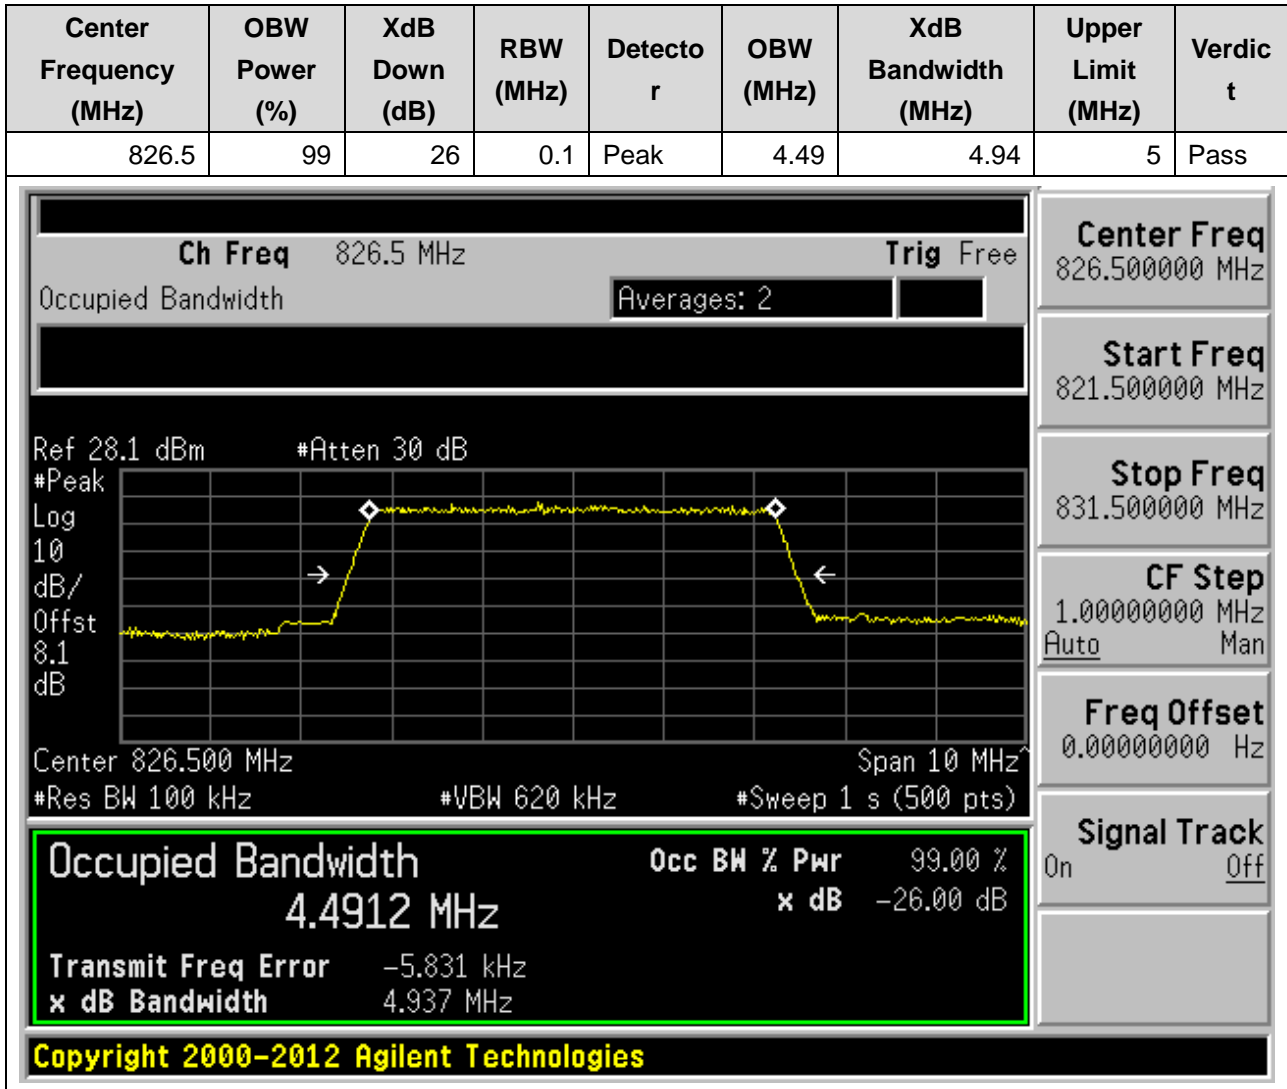 Center Frequency (MHz) OBW Power (%) XdB Down (dB) RBW (MHz) Detecto r OBW (MHz) XdB Bandwidth (MHz) Upper Limit (MHz) Verdic t
826.5 99 26 0.1 Peak 4.49 4.94 5 Pass
Ch Freq 826.5 MHz Trig Free
Occupied Bandwidth Averages: 2
Ref 28.1 dBm #Atten 30 dB
#Peak
Log
10
dB/
Offst
8.1
dB
Center 826.500 MHz Span 10 MHz^
#Res BW 100 kHz #VBW 620 kHz #Sweep 1 s (500 pts)
Occupied Bandwidth Occ BW % Pwr 99.00 %
4.4912 MHz x dB -26.00 dB
Transmit Freq Error -5.831 kHz
x dB Bandwidth 4.937 MHz
Copyright 2000-2012 Agilent Technologies
Center Freq
826.500000 MHz
Start Freq
821.500000 MHz
Stop Freq
831.500000 MHz
CF Step
1.00000000 MHz
Auto Man
Freq Offset
0.00000000 Hz
Signal Track
On Off